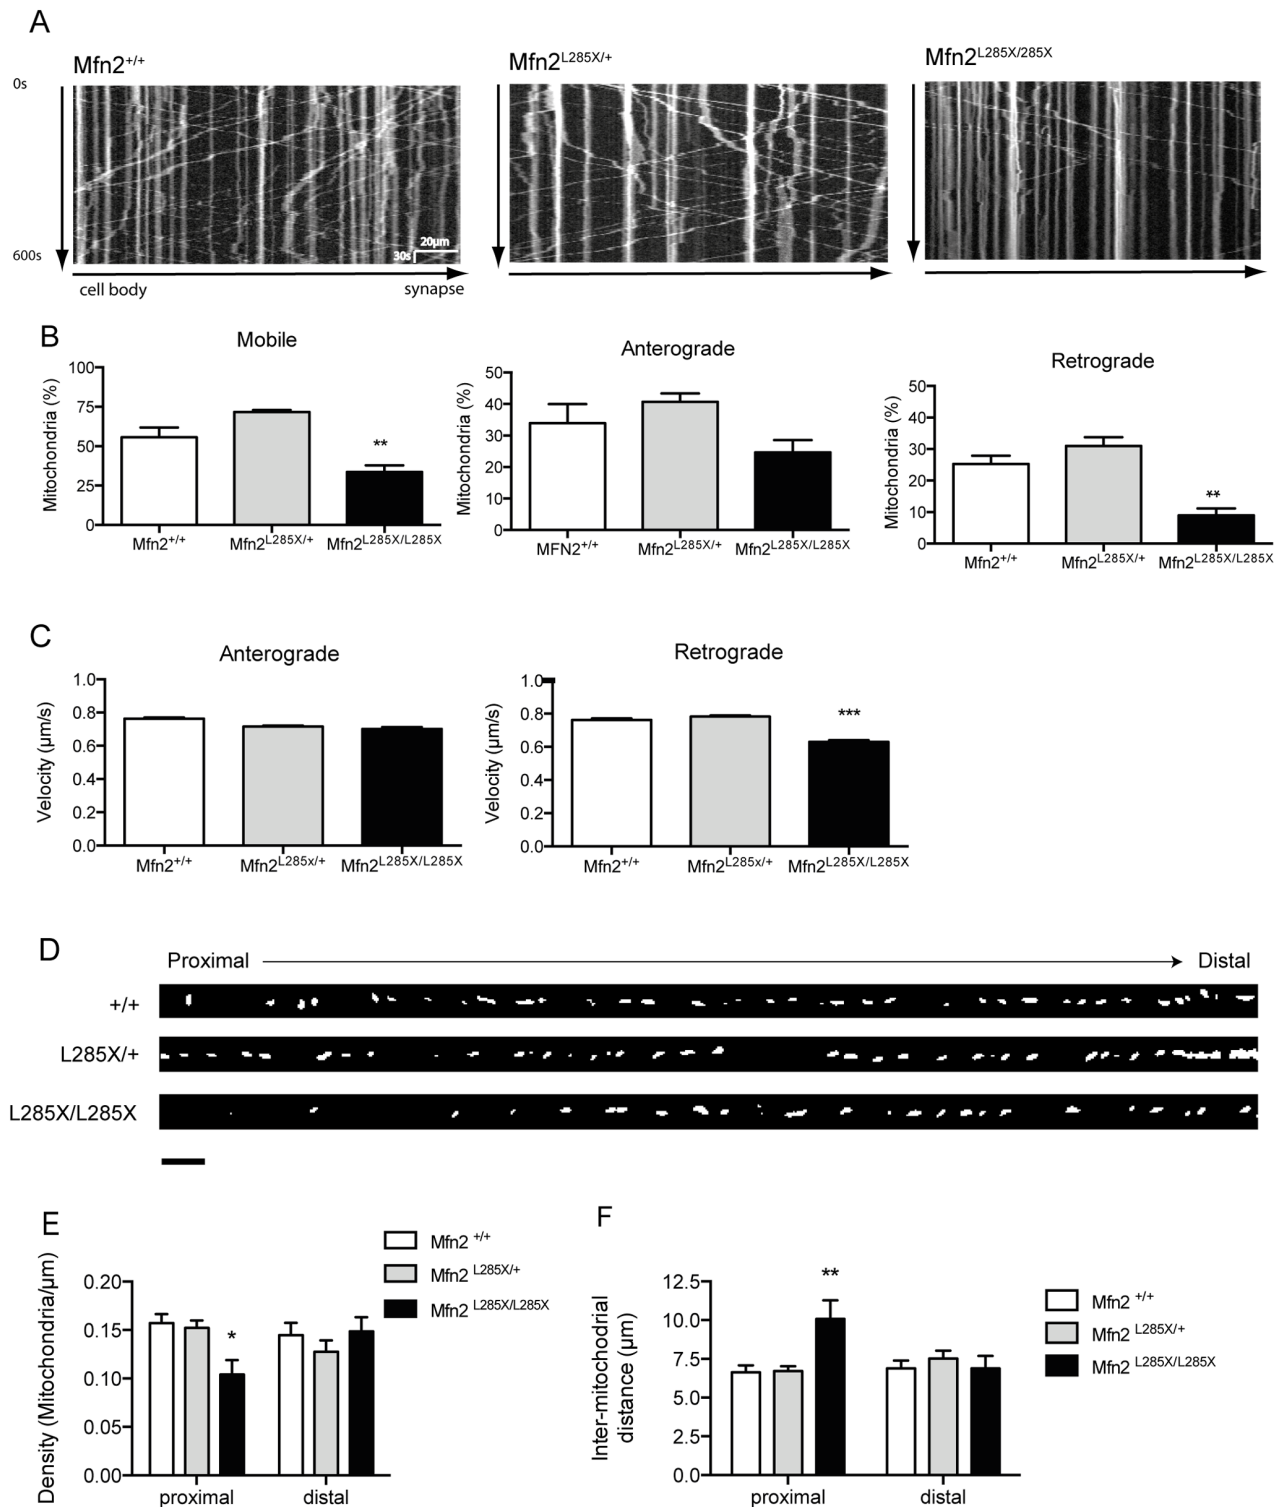 A
Mfn2+/+
Mfn2L285X/+
Mfn2L285X/285X
0s
600s
20µm
30s
cell body
synapse
B
Mobile
Mitochondria (%)
100
75
50
25
0
**
Mfn2+/+
Mfn2L285X/+
Mfn2L285X/L285X
Anterograde
Mitochondria (%)
50
40
30
20
10
0
MFN2+/+
Mfn2L285X/+
Mfn2L285X/L285X
Retrograde
Mitochondria (%)
50
40
30
20
10
0
**
Mfn2+/+
Mfn2L285X/+
Mfn2L285X/L285X
C
Anterograde
Velocity (µm/s)
1.0
0.8
0.6
0.4
0.2
0.0
Mfn2+/+
Mfn2L285x/+
Mfn2L285X/L285X
Retrograde
Velocity (µm/s)
1.0
0.8
0.6
0.4
0.2
0.0
***
Mfn2+/+
Mfn2L285x/+
Mfn2L285X/L285X
D
Proximal
Distal
+/+
L285X/+
L285X/L285X
E
Mfn2 +/+
Mfn2 L285X/+
Mfn2 L285X/L285X
Density (Mitochondria/µm)
0.20
0.15
0.10
0.05
0.00
*
proximal
distal
F
Inter-mitochodrial
distance (µm)
12.5
10.0
7.5
5.0
2.5
0.0
**
proximal
distal
Mfn2 +/+
Mfn2 L285X/+
Mfn2 L285X/L285X